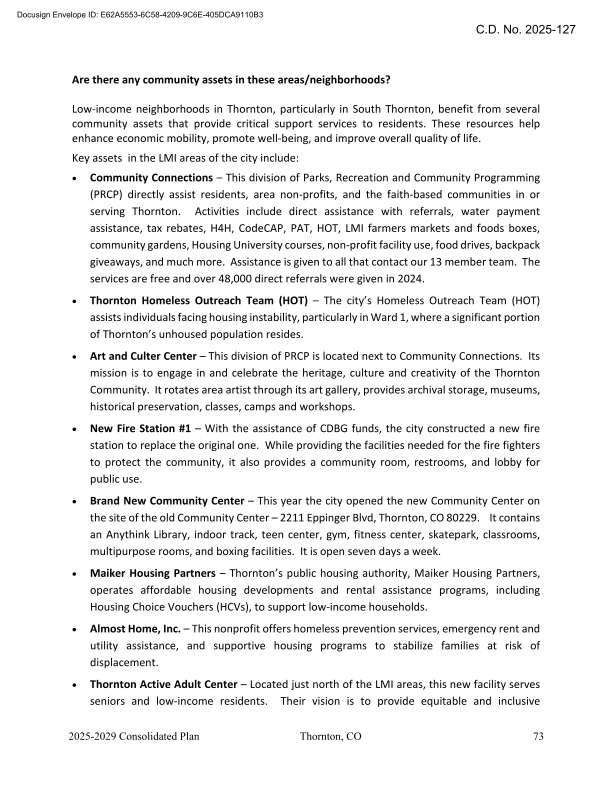 Docusign Envelope ID: E62A5553-6C58-4209-9C6E-405DCA9110B3
C.D. No. 2025-127
Are there any community assets in these areas/neighborhoods?
Low-income neighborhoods in Thornton, particularly in South Thornton, benefit from several
community assets that provide critical support services to residents. These resources help
enhance economic mobility, promote well-being, and improve overall quality of life.
Key assets in the LMI areas of the city include:
• Community Connections – This division of Parks, Recreation and Community Programming
(PRCP) directly assist residents, area non-profits, and the faith-based communities in or
serving Thornton. Activities include direct assistance with referrals, water payment
assistance, tax rebates, H4H, CodeCAP, PAT, HOT, LMI farmers markets and foods boxes,
community gardens, Housing University courses, non-profit facility use, food drives, backpack
giveaways, and much more. Assistance is given to all that contact our 13 member team. The
services are free and over 48,000 direct referrals were given in 2024.
• Thornton Homeless Outreach Team (HOT) – The city's Homeless Outreach Team (HOT)
assists individuals facing housing instability, particularly in Ward 1, where a significant portion
of Thornton's unhoused population resides.
• Art and Culter Center – This division of PRCP is located next to Community Connections. Its
mission is to engage in and celebrate the heritage, culture and creativity of the Thornton
Community. It rotates area artist through its art gallery, provides archival storage, museums,
historical preservation, classes, camps and workshops.
• New Fire Station #1 – With the assistance of CDBG funds, the city constructed a new fire
station to replace the original one. While providing the facilities needed for the fire fighters
to protect the community, it also provides a community room, restrooms, and lobby for
public use.
• Brand New Community Center – This year the city opened the new Community Center on
the site of the old Community Center – 2211 Eppinger Blvd, Thornton, CO 80229. It contains
an Anythink Library, indoor track, teen center, gym, fitness center, skatepark, classrooms,
multipurpose rooms, and boxing facilities. It is open seven days a week.
• Maiker Housing Partners – Thornton's public housing authority, Maiker Housing Partners,
operates affordable housing developments and rental assistance programs, including
Housing Choice Vouchers (HCVs), to support low-income households.
• Almost Home, Inc. – This nonprofit offers homeless prevention services, emergency rent and
utility assistance, and supportive housing programs to stabilize families at risk of
displacement.
• Thornton Active Adult Center – Located just north of the LMI areas, this new facility serves
seniors and low-income residents. Their vision is to provide equitable and inclusive
2025-2029 Consolidated Plan Thornton, CO 73